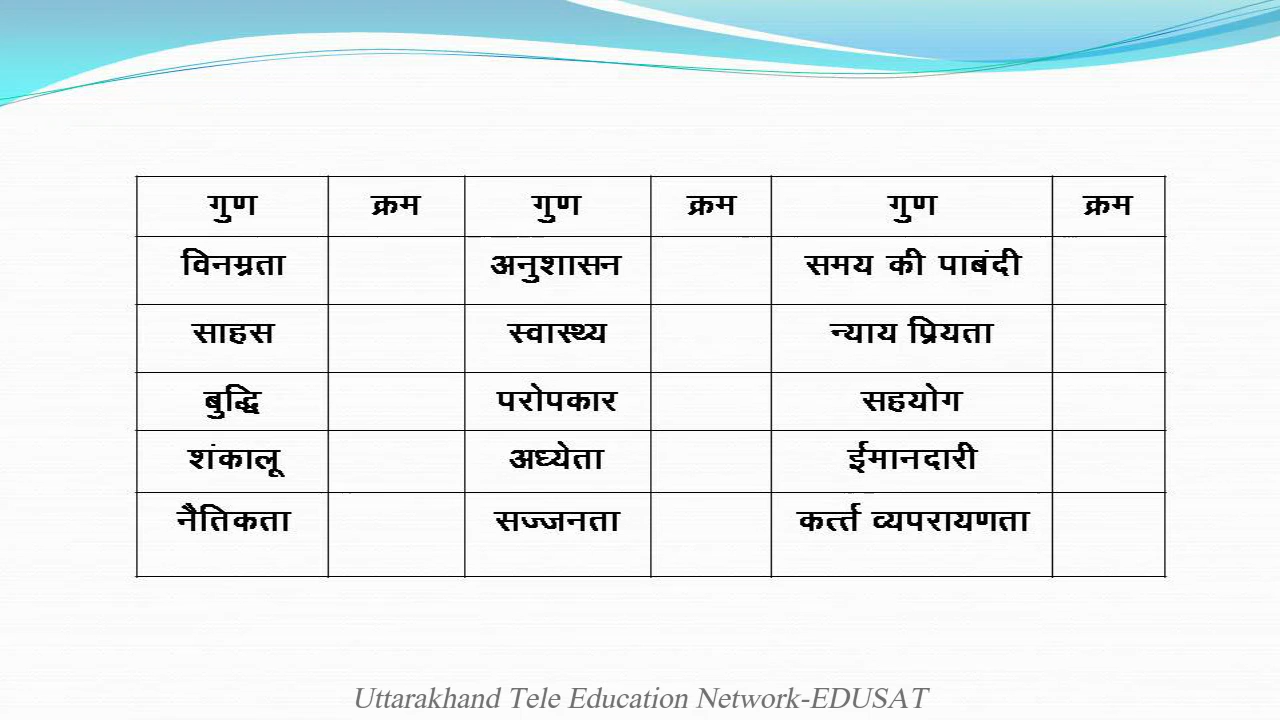 गुण क्रम गुण क्रम गुण क्रम
विनम्रता अनुशासन समय की पाबंदी
साहस स्वास्थ्य न्याय प्रियता
बुद्धि परोपकार सहयोग
शंकालू अध्येता ईमानदारी
नैतिकता सज्जनता कर्त्त व्यपरायणता
Uttarakhand Tele Education Network-EDUSAT